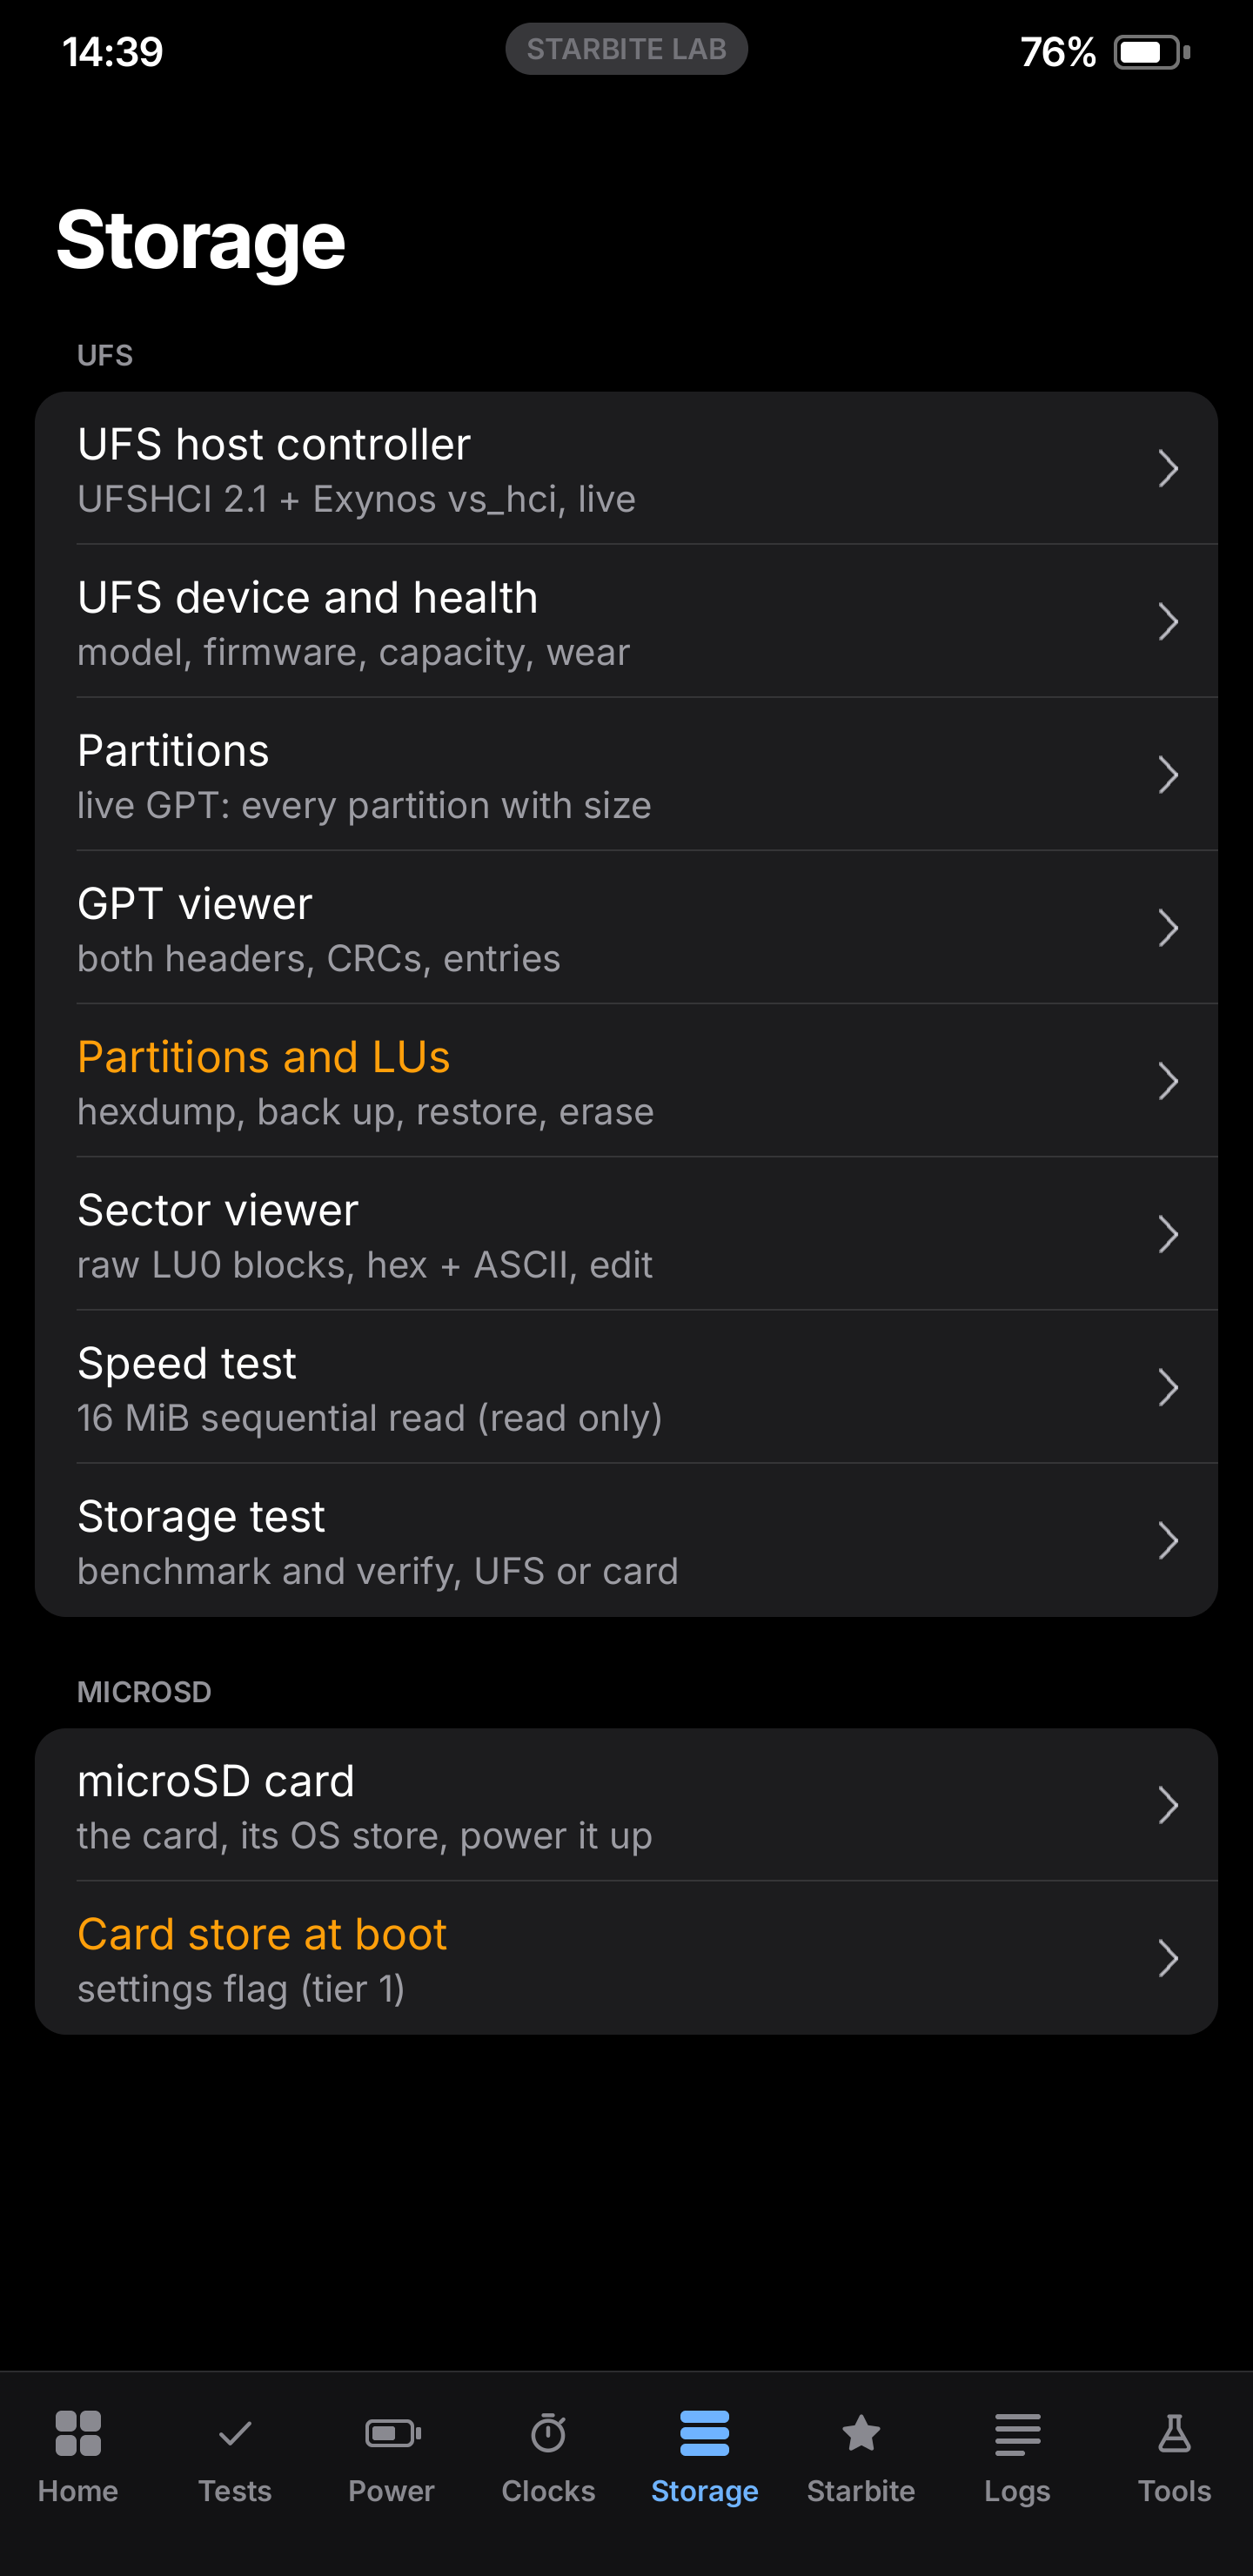 14:39
STARBITE LAB
76%
Storage
UFS
UFS host controller
UFSHCI 2.1 + Exynos vs_hci, live
UFS device and health
model, firmware, capacity, wear
Partitions
live GPT: every partition with size
GPT viewer
both headers, CRCs, entries
Partitions and LUs
hexdump, back up, restore, erase
Sector viewer
raw LU0 blocks, hex + ASCII, edit
Speed test
16 MiB sequential read (read only)
Storage test
benchmark and verify, UFS or card
MICROSD
microSD card
the card, its OS store, power it up
Card store at boot
settings flag (tier 1)
Home
Tests
Power
Clocks
Storage
Starbite
Logs
Tools